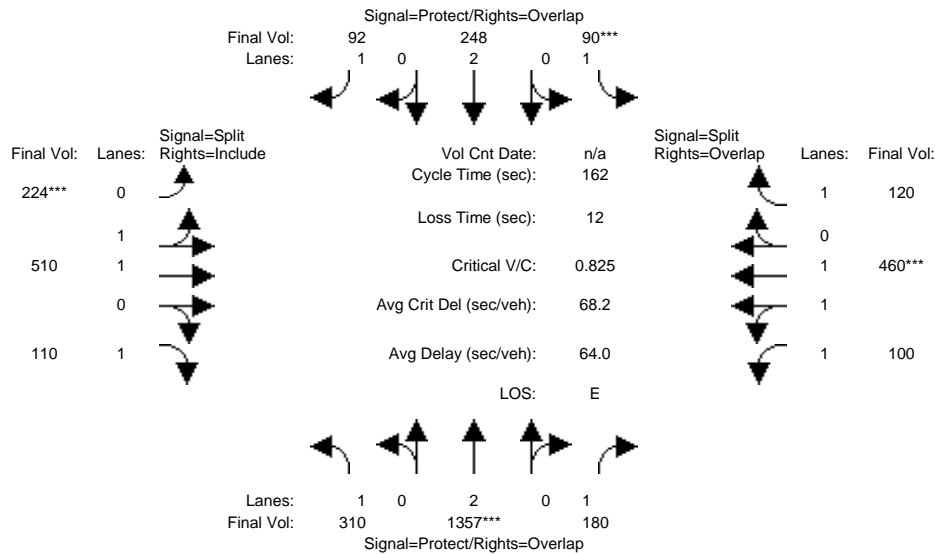 Signal=Protect/Rights=Overlap
Final Vol: 92 248 90***
Lanes: 1 0 2 0 1
Signal=Split Signal=Split
Final Vol: Lanes: Rights=Include Vol Cnt Date: n/a Rights=Overlap Lanes: Final Vol:
Cycle Time (sec): 162
224*** 0 1 120
Loss Time (sec): 12
1 0
510 1 Critical V/C: 0.825 1 460***
0 Avg Crit Del (sec/veh): 68.2 1
110 1 Avg Delay (sec/veh): 64.0 1 100
LOS: E
Lanes: 1 0 2 0 1
Final Vol: 310 1357*** 180
Signal=Protect/Rights=Overlap